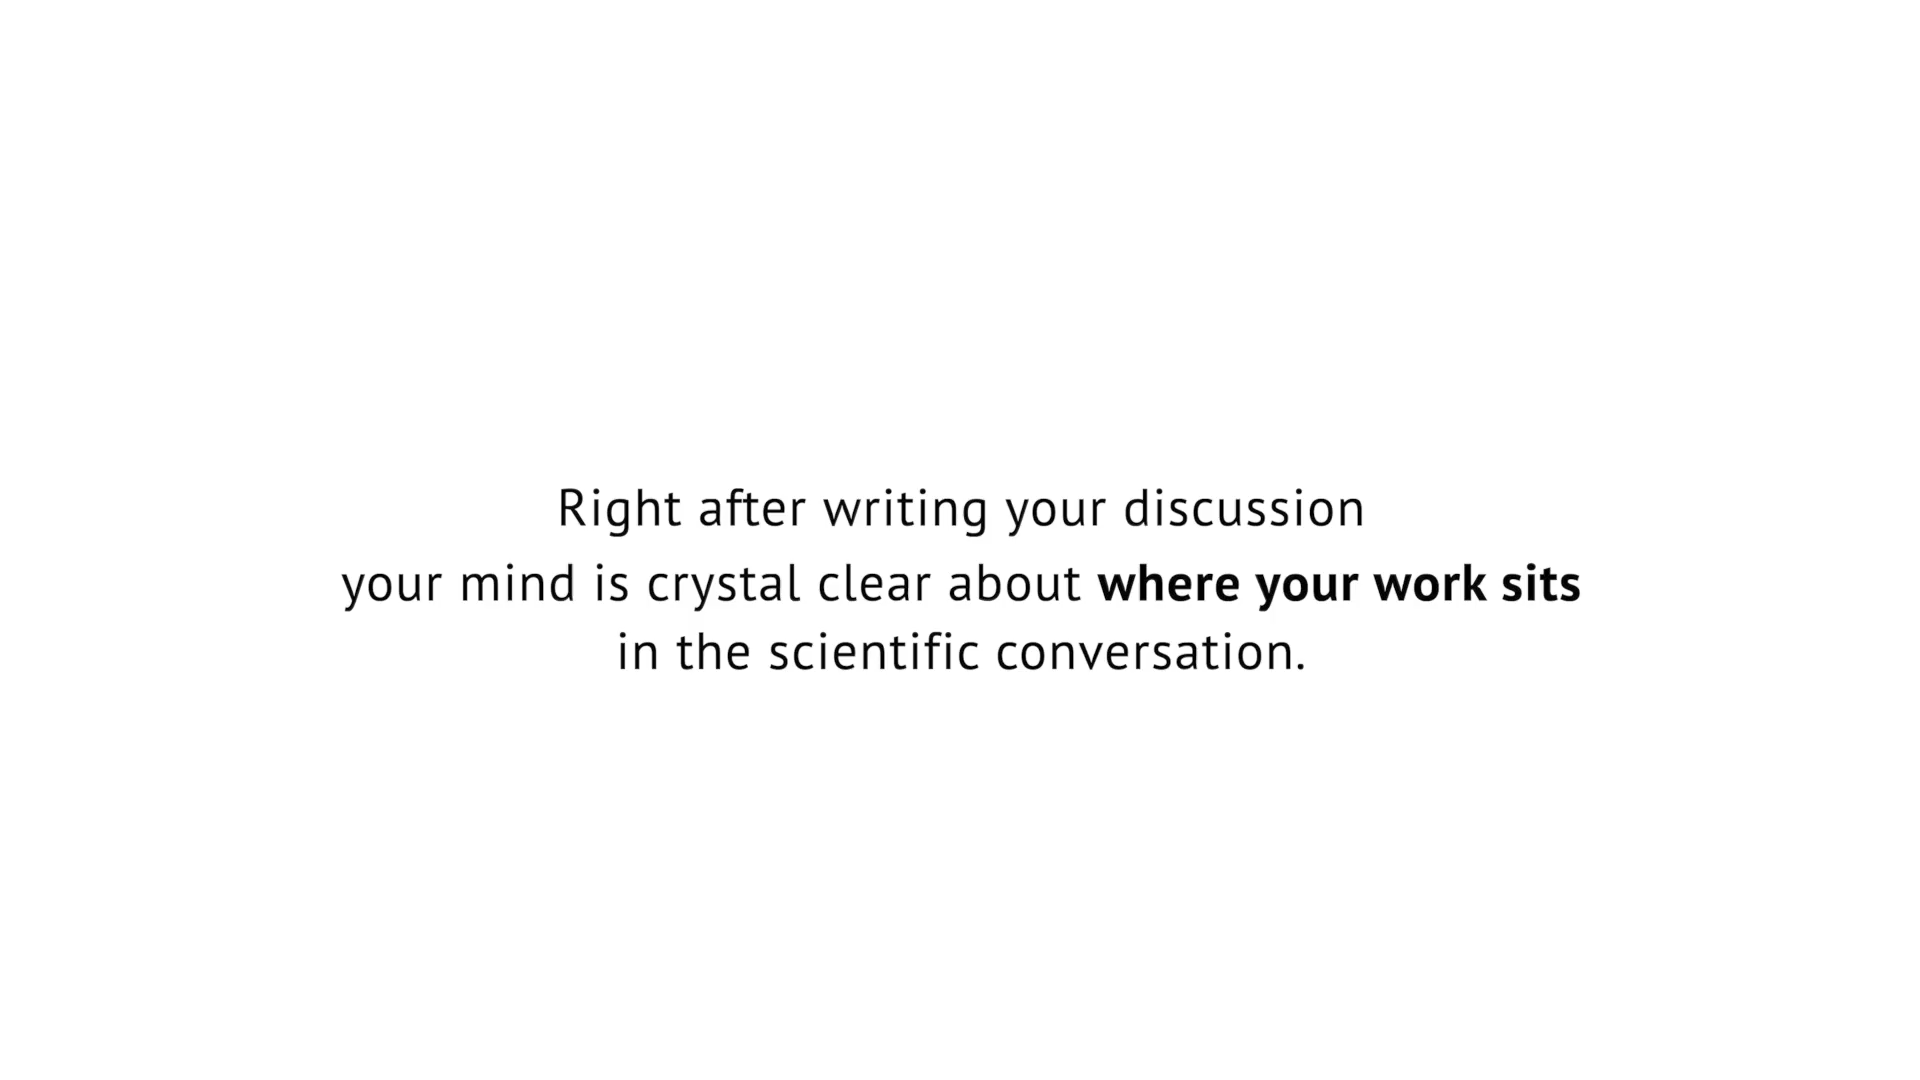 Right after writing your discussion
your mind is crystal clear about where your work sits
in the scientific conversation.